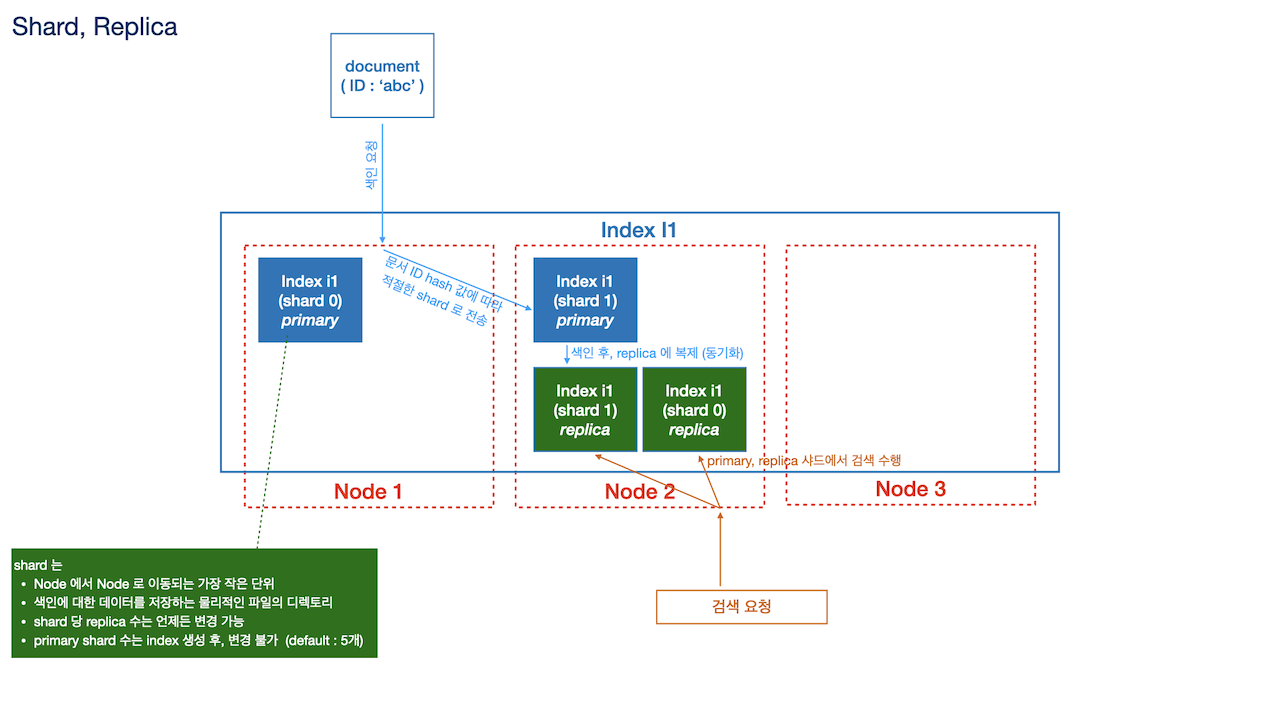 Shard, Replica
document
( ID : ‘abc’ )
색인 요청
Index I1
Index i1
(shard 0)
primary
문서 ID hash 값에 따라
적절한 shard 로 전송
Index i1
(shard 1)
primary
색인 후, replica 에 복제 (동기화)
Index i1
(shard 1)
replica
Index i1
(shard 0)
replica
primary, replica 샤드에서 검색 수행
Node 1
Node 2
Node 3
shard 는
• Node 에서 Node 로 이동되는 가장 작은 단위
• 색인에 대한 데이터를 저장하는 물리적인 파일의 디렉토리
• shard 당 replica 수는 언제든 변경 가능
• primary shard 수는 index 생성 후, 변경 불가 (default : 5개)
검색 요청